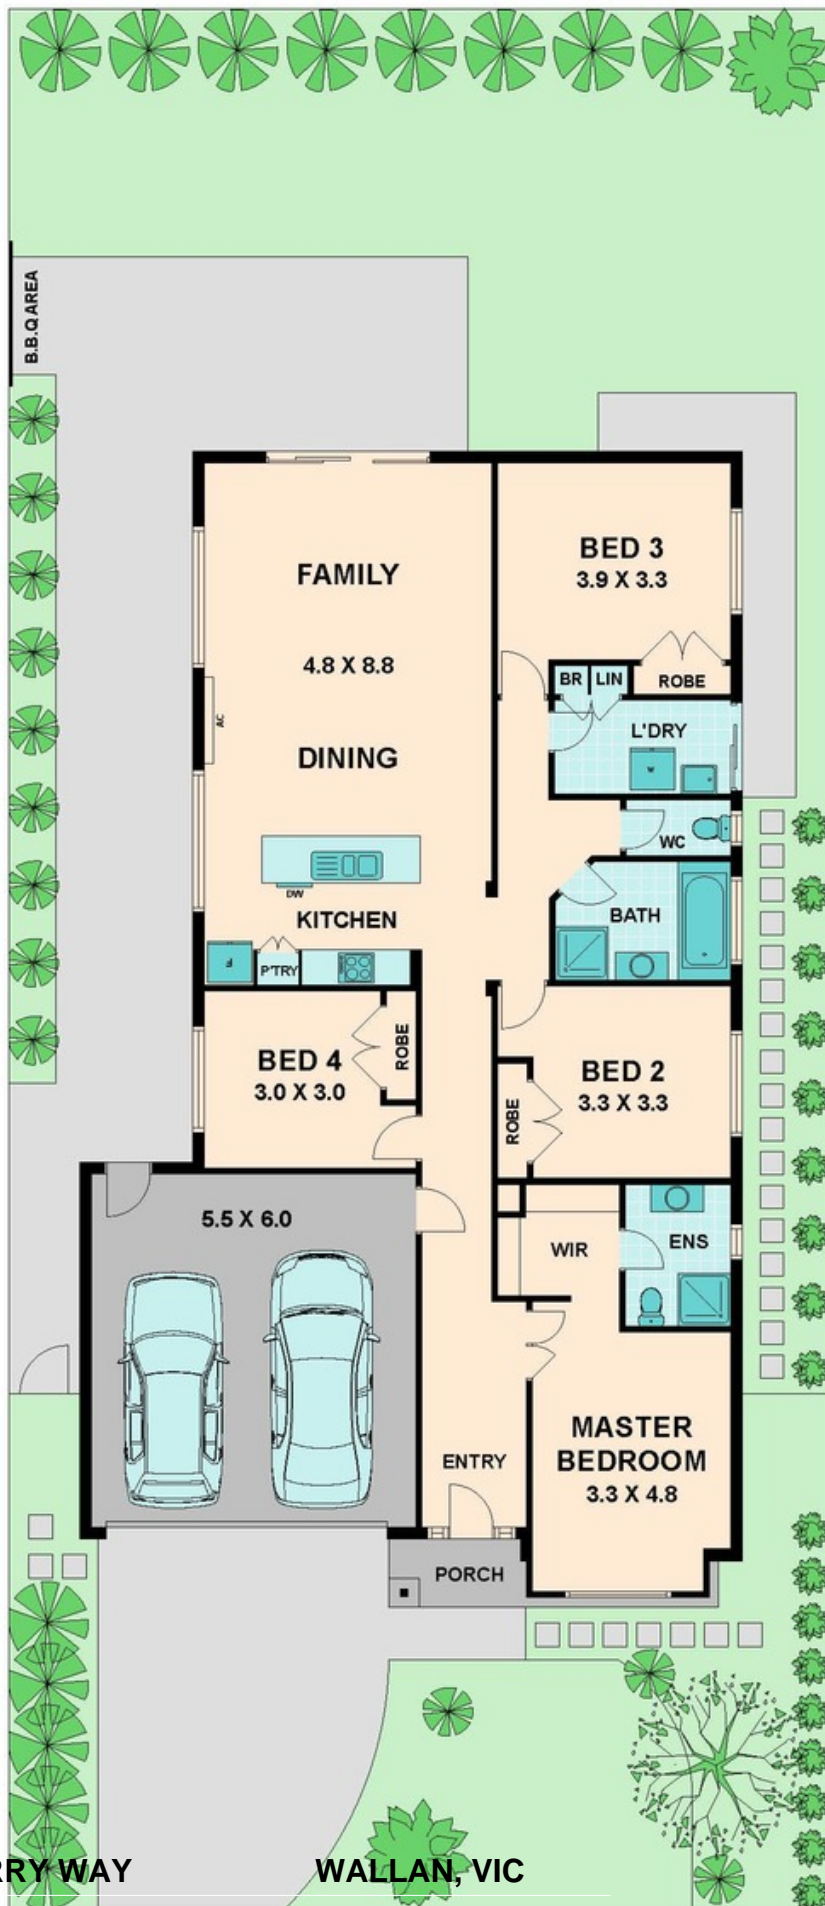 B.B.Q AREA
FAMILY
4.8 X 8.8
DINING
AC
BED 3
3.9 X 3.3
BR
LIN
ROBE
L'DRY
W
WC
BATH
DW
KITCHEN
F
P'TRY
BED 4
3.0 X 3.0
ROBE
BED 2
3.3 X 3.3
ROBE
5.5 X 6.0
WIR
ENS
MASTER
BEDROOM
3.3 X 4.8
ENTRY
PORCH
WAY
WALLAN, VIC